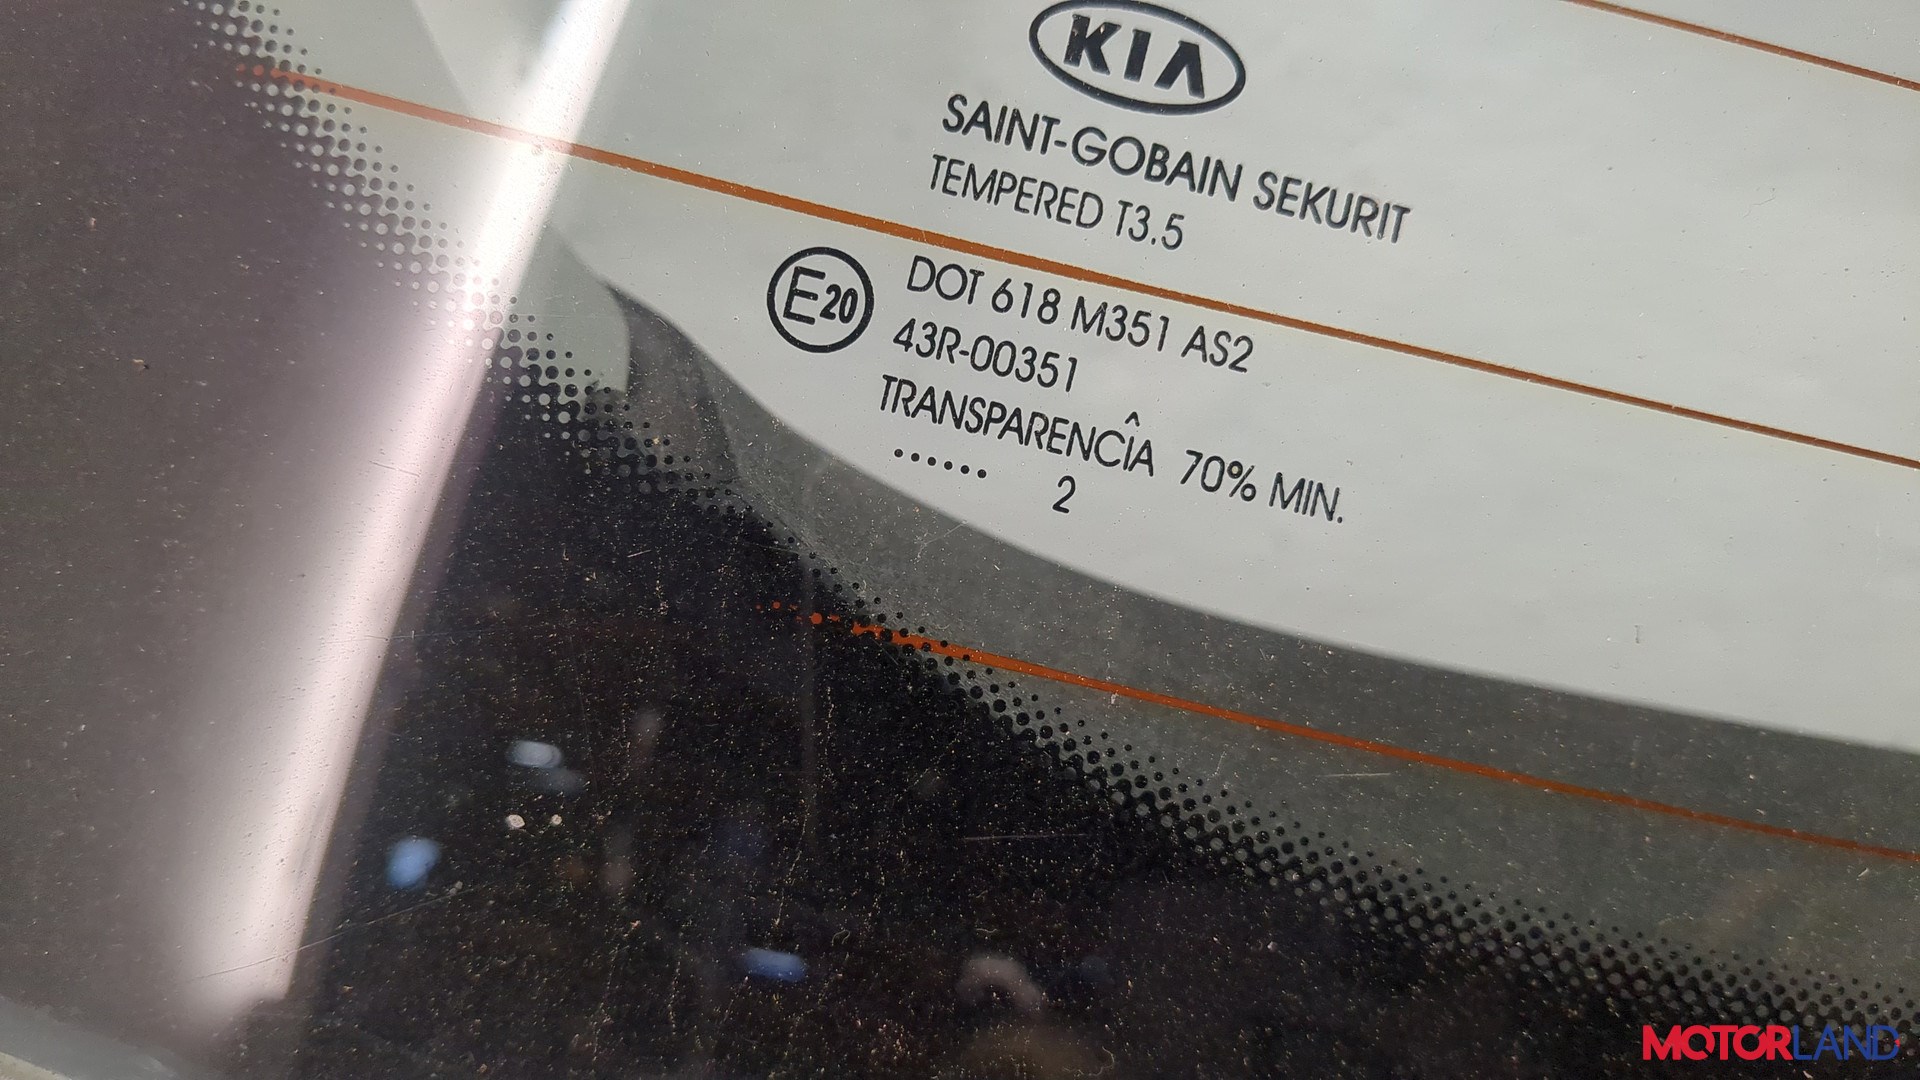 KIA
SAINT-GOBAIN SEKURIT
TEMPERED T3.5
E20
DOT 618 M351 AS2
43R-00351
TRANSPARENCÎA 70% MIN.
...... 2
MOTORLAND